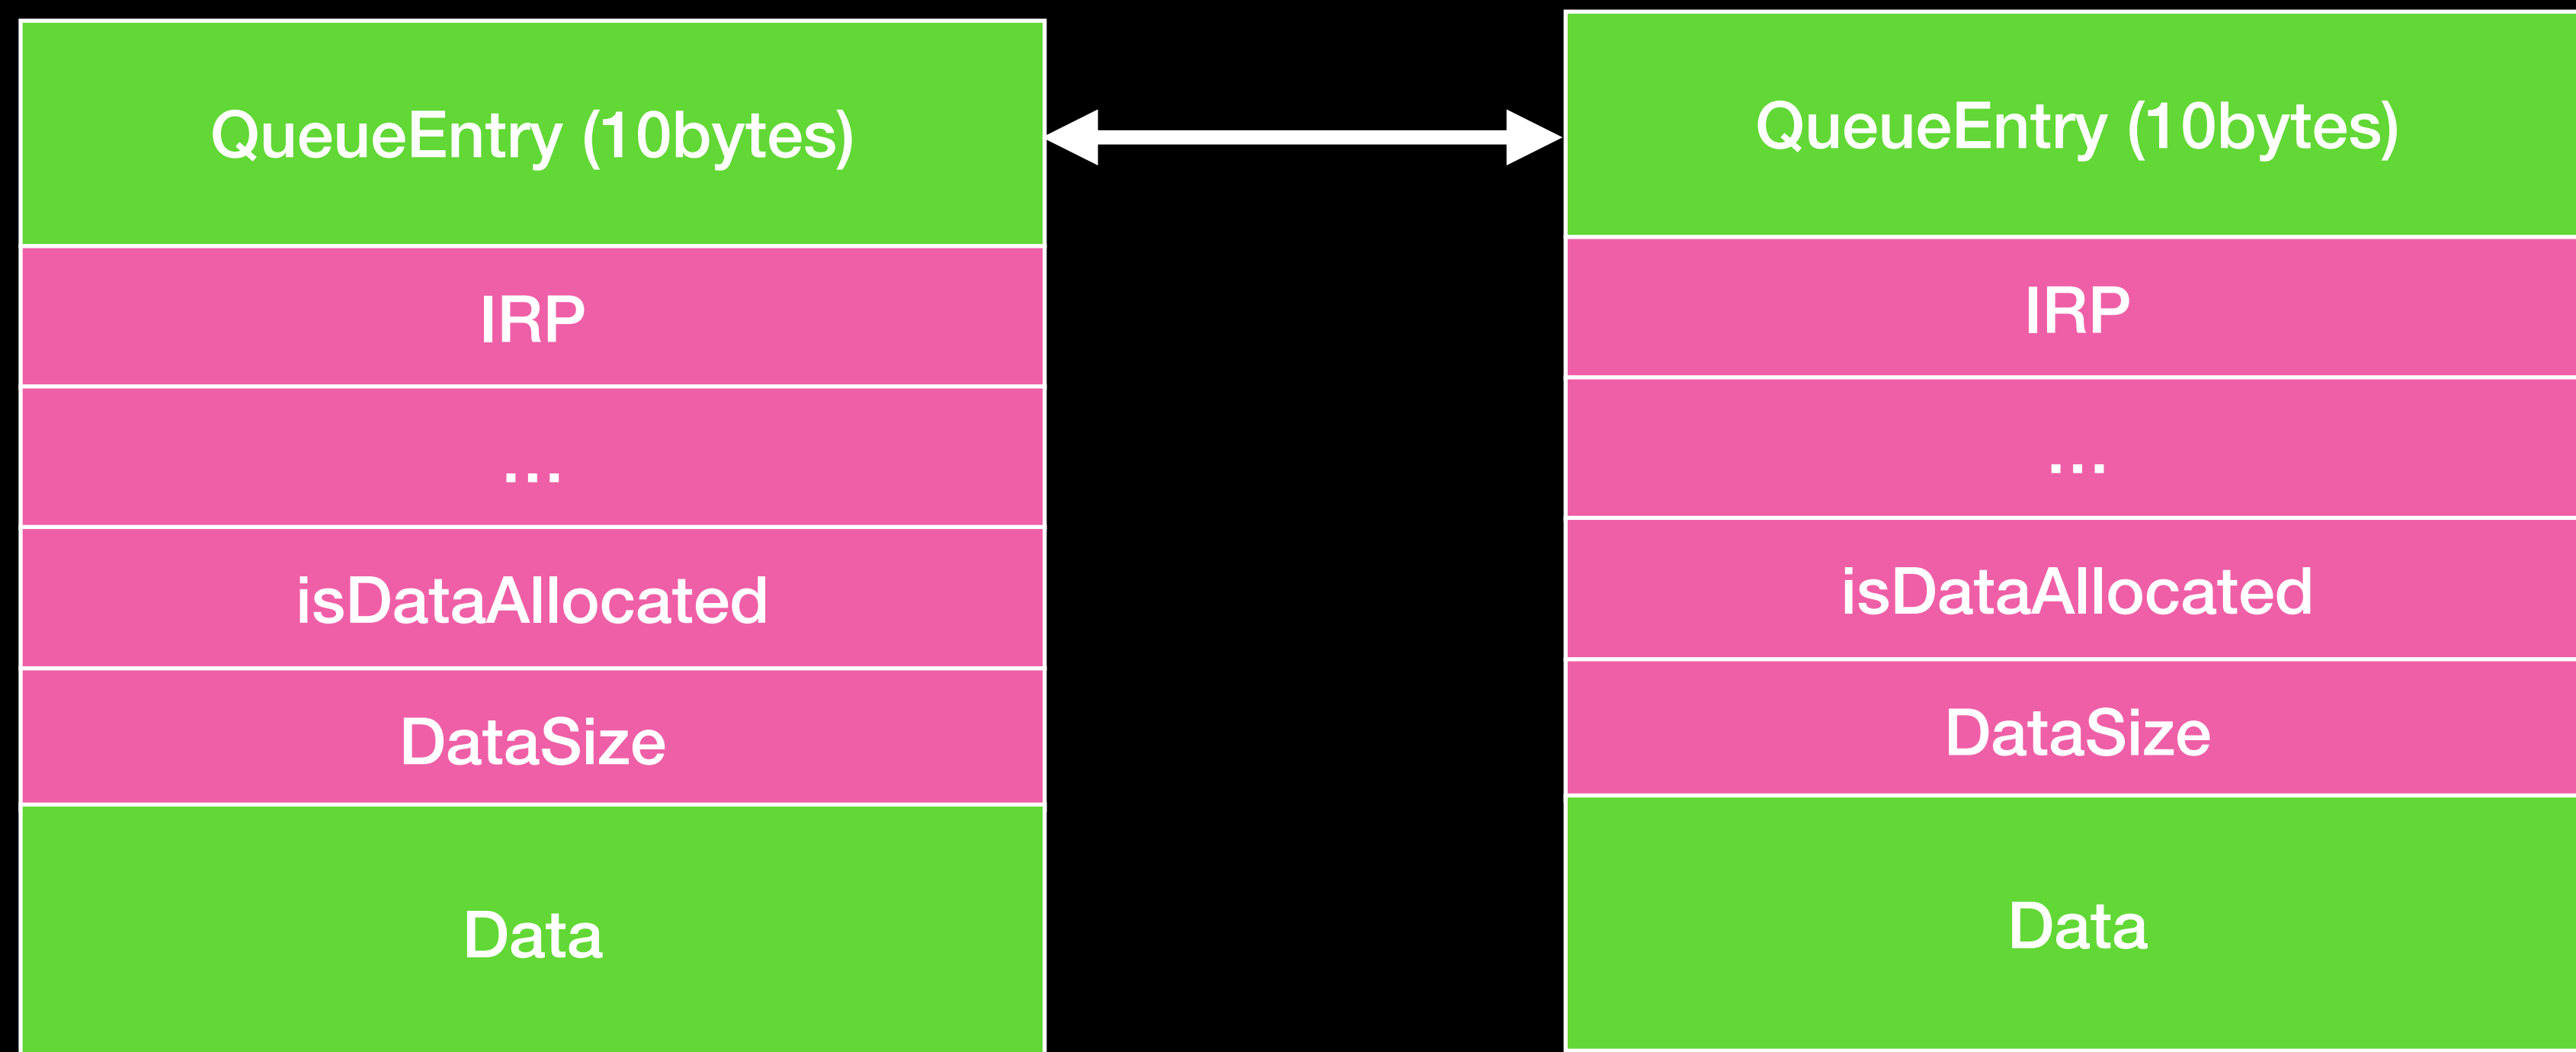 QueueEntry (10bytes)
IRP
...
isDataAllocated
DataSize
Data
QueueEntry (10bytes)
IRP
...
isDataAllocated
DataSize
Data